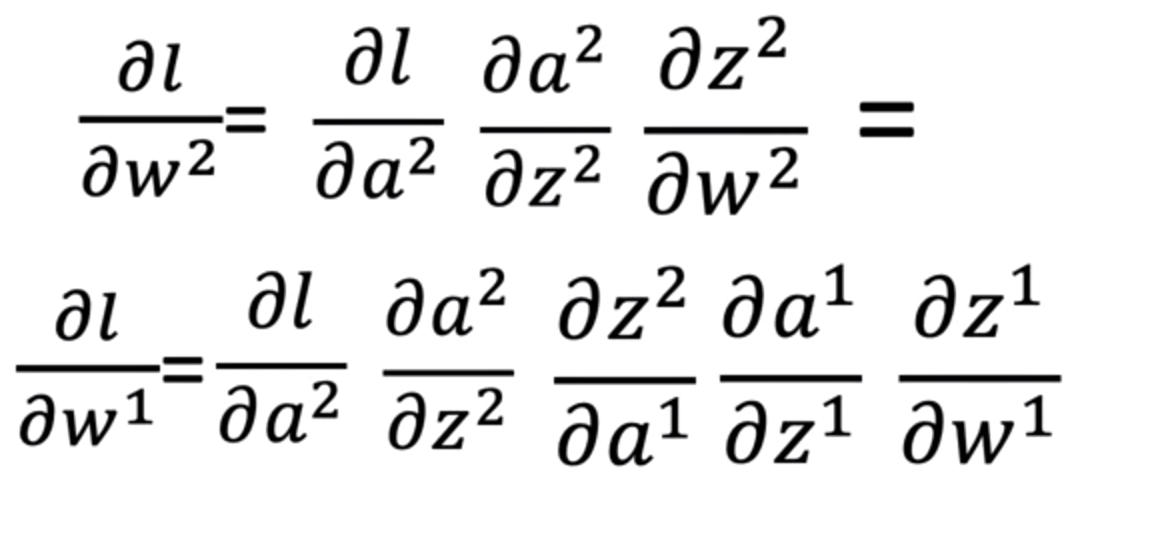 ∂l/∂w² = ∂l/∂a² ∂a²/∂z² ∂z²/∂w² =
∂l/∂w¹ = ∂l/∂a² ∂a²/∂z² ∂z²/∂a¹ ∂a¹/∂z¹ ∂z¹/∂w¹